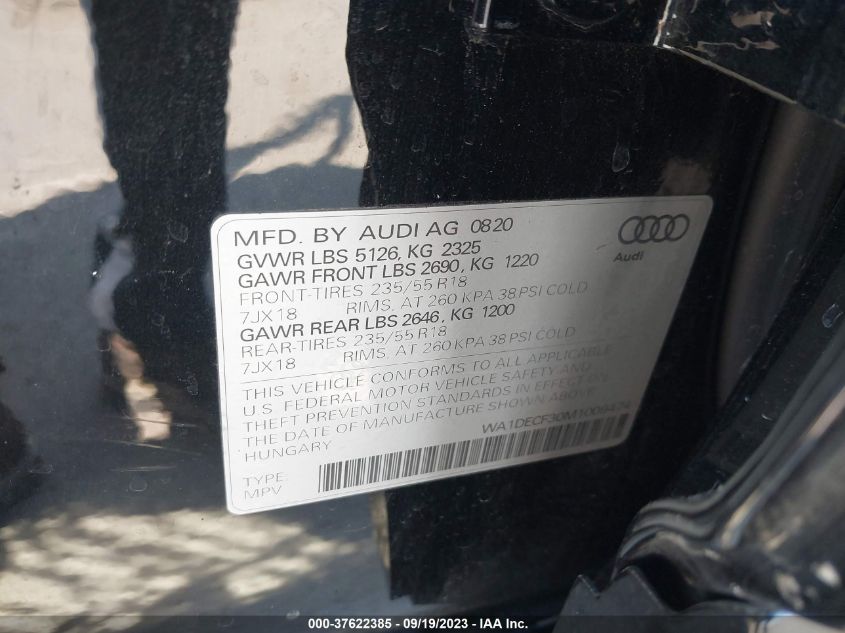 MFD. BY AUDI AG 0820
GVWR LBS 5126, KG 2325
GAWR FRONT LBS 2690, KG 1220
FRONT-TIRES 235/55 R18
7JX18 RIMS, AT 260 KPA 38 PSI COLD
GAWR REAR LBS 2646, KG 1200
REAR-TIRES 235/55 R18
7JX18 RIMS, AT 260 KPA 38 PSI COLD
THIS VEHICLE CONFORMS TO ALL APPLICABLE
U.S. FEDERAL MOTOR VEHICLE SAFETY AND
THEFT PREVENTION STANDARDS IN EFFECT ON
THE DATE OF MANUFACTURE SHOWN ABOVE
HUNGARY
WA1DECF30M1009474
TYPE
MPV
Audi
000-37622385 - 09/19/2023 - IAA Inc.